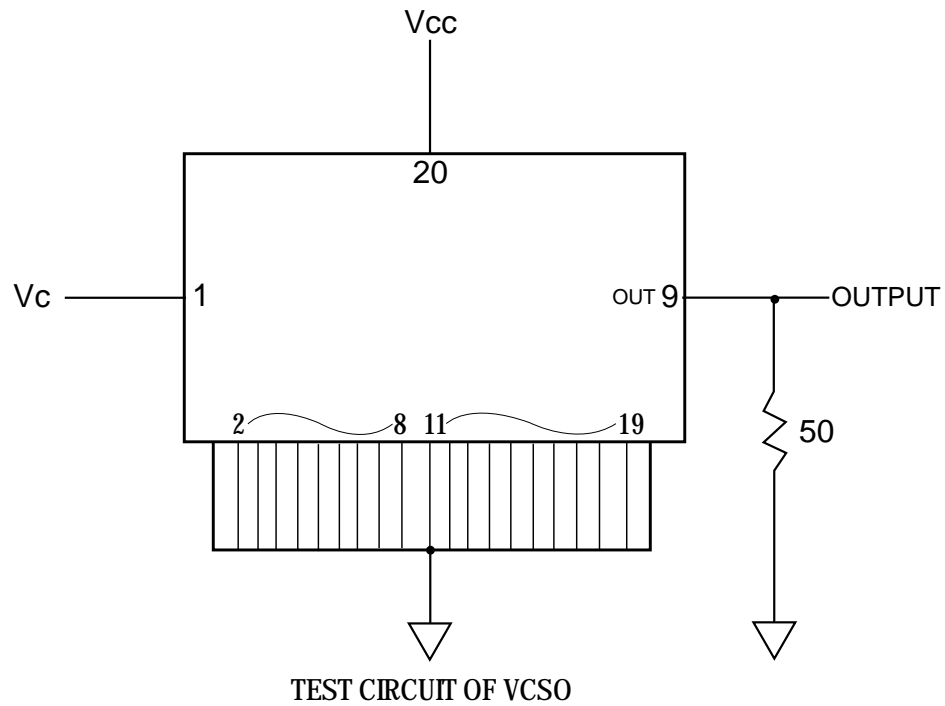 Vcc
20
Vc
1
OUT 9
OUTPUT
2 8 11 19
50
TEST CIRCUIT OF VCSO